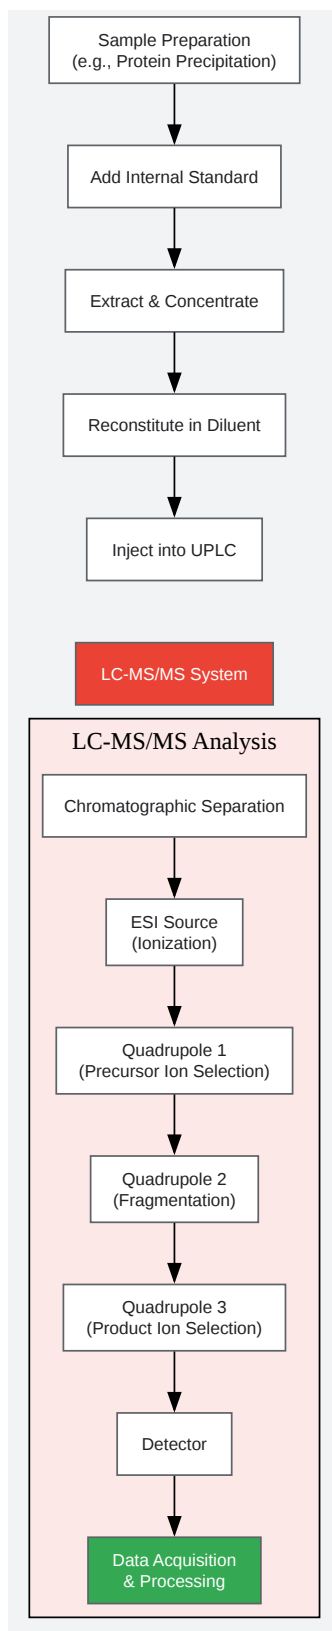 Sample Preparation
(e.g., Protein Precipitation)
Add Internal Standard
Extract & Concentrate
Reconstitute in Diluent
Inject into UPLC
LC-MS/MS System
LC-MS/MS Analysis
Chromatographic Separation
ESI Source
(Ionization)
Quadrupole 1
(Precursor Ion Selection)
Quadrupole 2
(Fragmentation)
Quadrupole 3
(Product Ion Selection)
Detector
Data Acquisition
& Processing